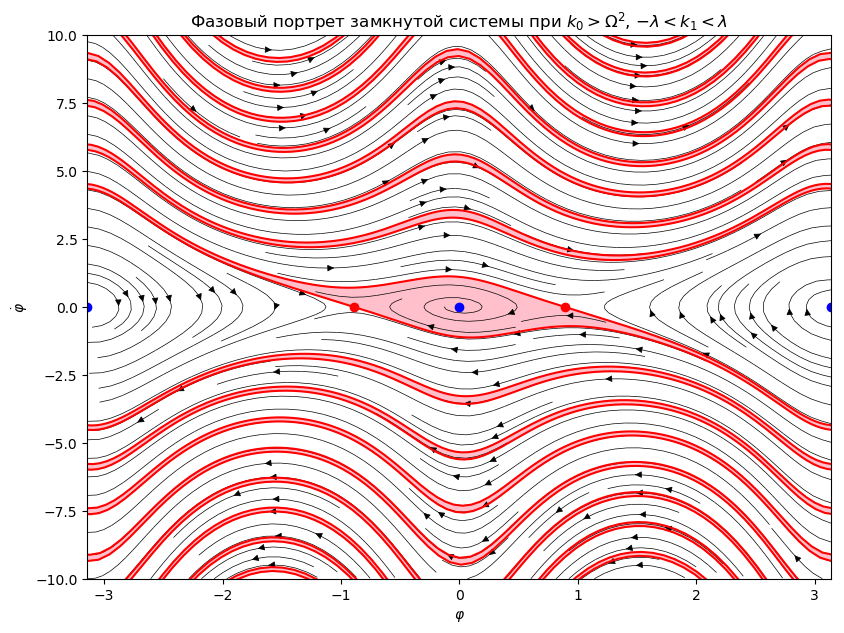 Фазовый портрет замкнутой системы при $k_0 > \Omega^2$, $-\lambda < k_1 < \lambda$
10.0
7.5
5.0
2.5
0.0
−2.5
−5.0
−7.5
−10.0
$\dot{\varphi}$
−3 −2 −1 0 1 2 3
$\varphi$